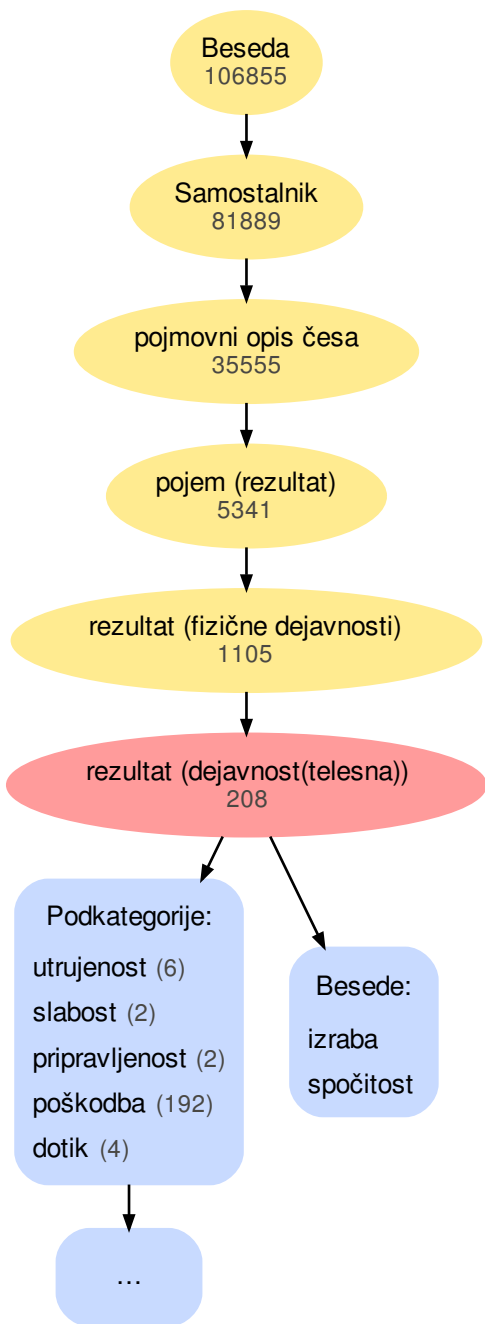 Beseda
106855
Samostalnik
81889
pojmovni opis česa
35555
pojem (rezultat)
5341
rezultat (fizične dejavnosti)
1105
rezultat (dejavnost(telesna))
208
Podkategorije:
utrujenost (6)
slabost (2)
pripravljenost (2)
poškodba (192)
dotik (4)
Besede:
izraba
spočitost
...